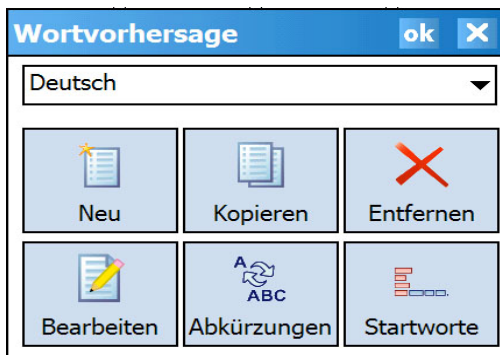 Wortvorhersage ok
Deutsch
Neu Kopieren Entfernen
A
ABC
Bearbeiten Abkürzungen Startworte